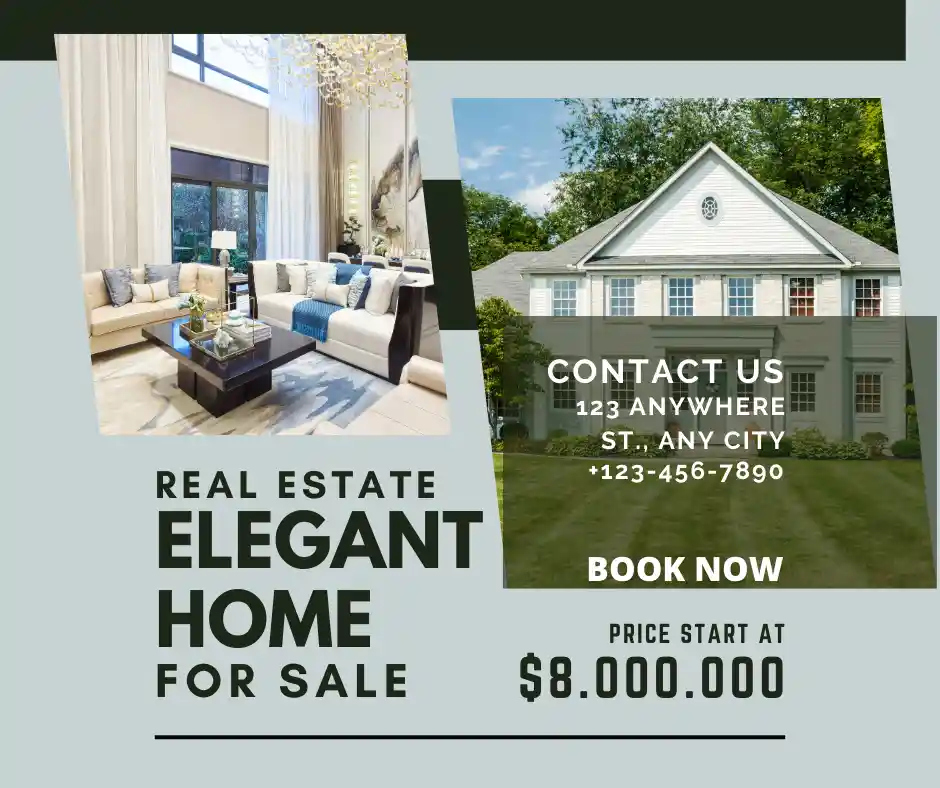 REAL ESTATE
ELEGANT
HOME
FOR SALE
CONTACT US
123 ANYWHERE
ST., ANY CITY
+123-456-7890
BOOK NOW
PRICE START AT
$8.000.000